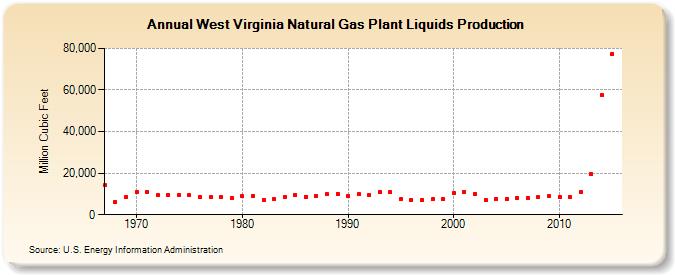 Annual West Virginia Natural Gas Plant Liquids Production
Million Cubic Feet
80,000
60,000
40,000
20,000
0
1970 1980 1990 2000 2010
Source: U.S. Energy Information Administration